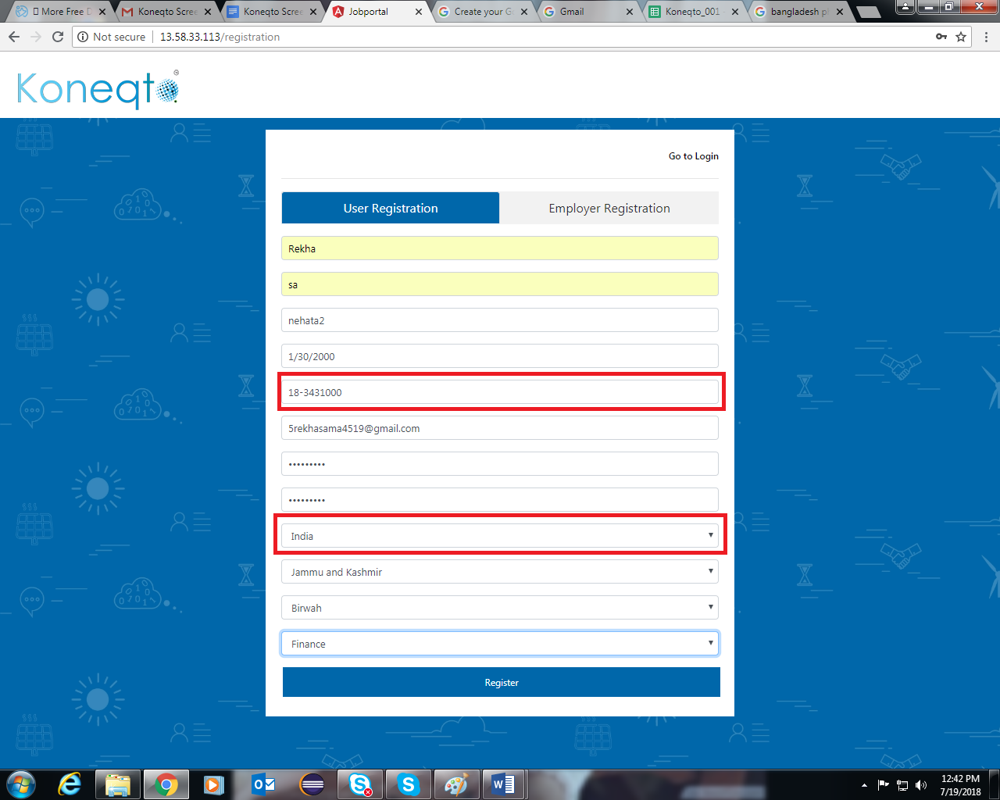 More Free D
Koneqto Scree
Koneqto Scree
Jobportal
Create your G
Gmail
Koneqto_001 -
bangladesh p
Not secure
13.58.33.113/registration
Koneqto
Go to Login
User Registration
Employer Registration
Rekha
sa
nehata2
1/30/2000
18-3431000
5rekhasama4519@gmail.com
•••••••••
•••••••••
India
Jammu and Kashmir
Birwah
Finance
Register
12:42 PM
7/19/2018